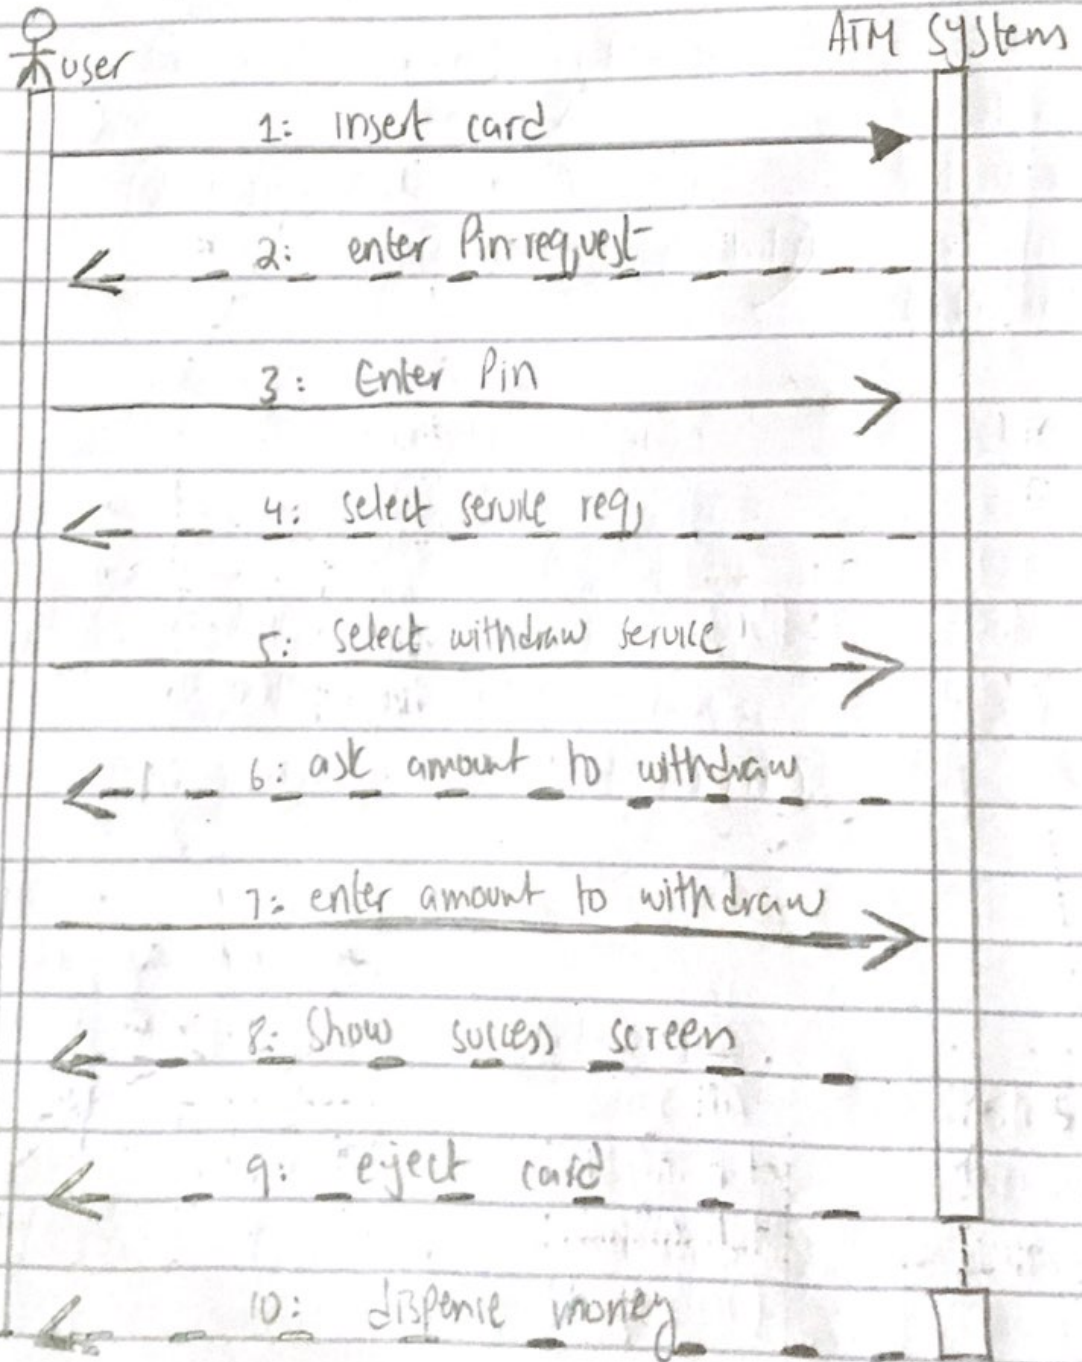 user
ATM System
1: insert card
2: enter Pin request
3: Enter Pin
4: select service req,
5: select withdraw service
6: ask amount to withdraw
7: enter amount to withdraw
8: Show success screen
9: eject card
10: dispense money